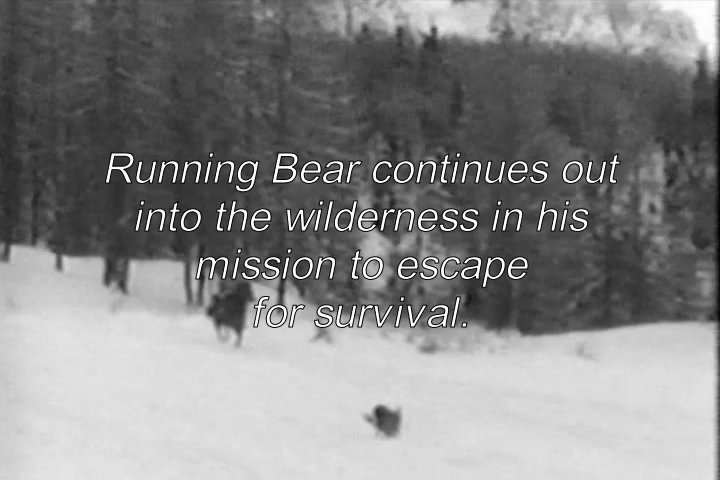 Running Bear continues out
into the wilderness in his
mission to escape
for survival.